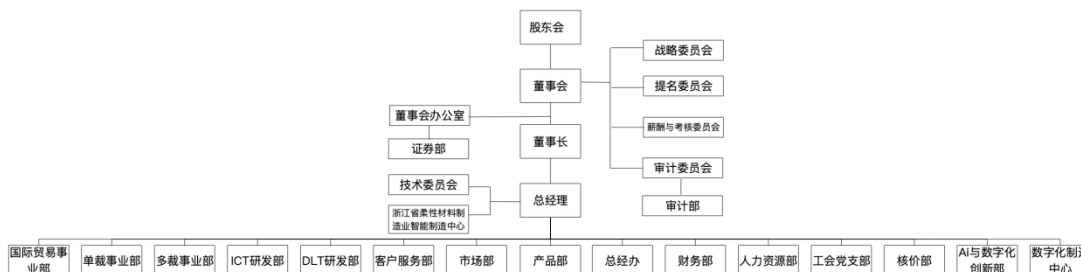 股东会
战略委员会
董事会
提名委员会
董事会办公室
薪酬与考核委员会
董事长
证券部
审计委员会
技术委员会
总经理
审计部
浙江省柔性材料制
造业智能制造中心
国际贸易事
业部
单裁事业部
多裁事业部
ICT研发部
DLT研发部
客户服务部
市场部
产品部
总经办
财务部
人力资源部
工会党支部
核价部
Ai与数字化
创新部
数字化制造
中心